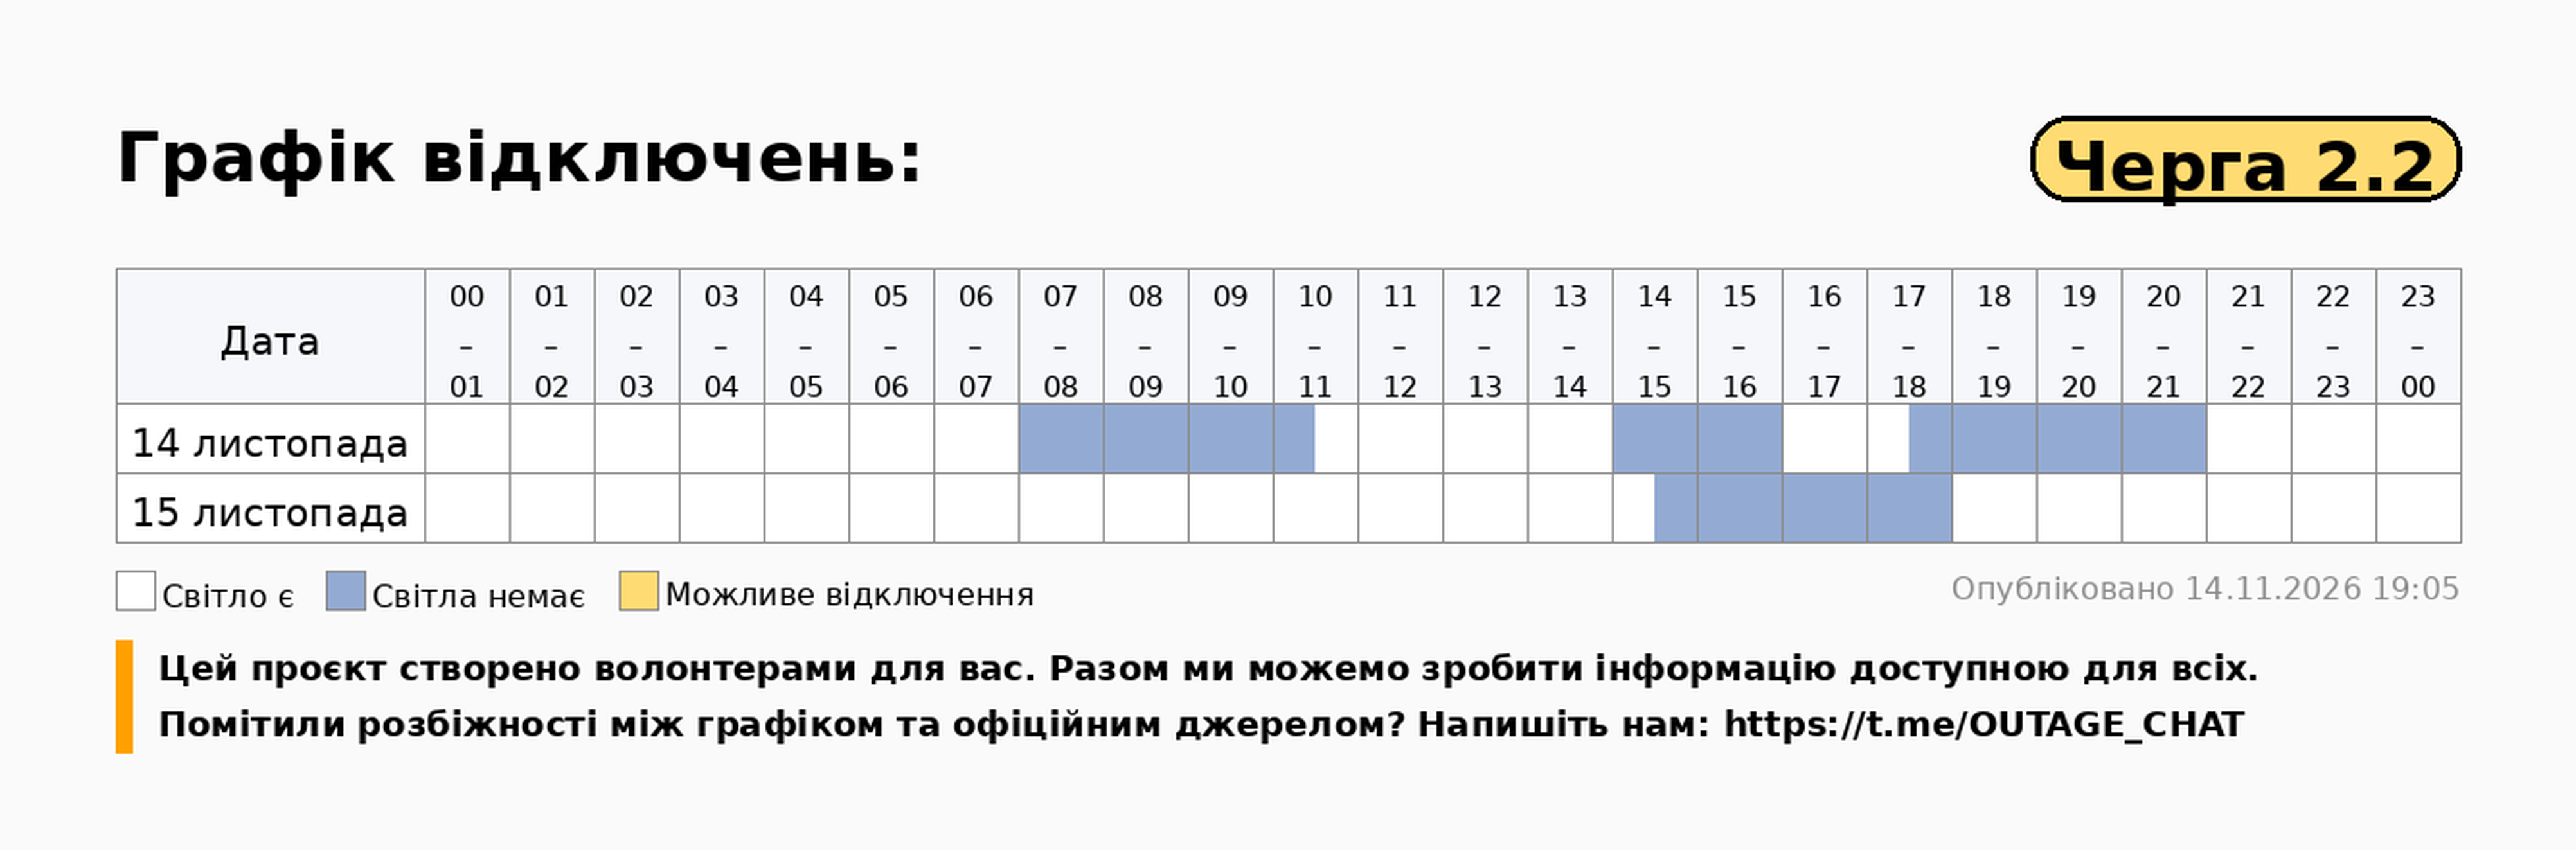 Графік відключень:
Черга 2.2
Дата
00 – 01
01 – 02
02 – 03
03 – 04
04 – 05
05 – 06
06 – 07
07 – 08
08 – 09
09 – 10
10 – 11
11 – 12
12 – 13
13 – 14
14 – 15
15 – 16
16 – 17
17 – 18
18 – 19
19 – 20
20 – 21
21 – 22
22 – 23
23 – 00
14 листопада
15 листопада
Світло є
Світла немає
Можливе відключення
Опубліковано 14.11.2026 19:05
Цей проєкт створено волонтерами для вас. Разом ми можемо зробити інформацію доступною для всіх.
Помітили розбіжності між графіком та офіційним джерелом? Напишіть нам: https://t.me/OUTAGE_CHAT